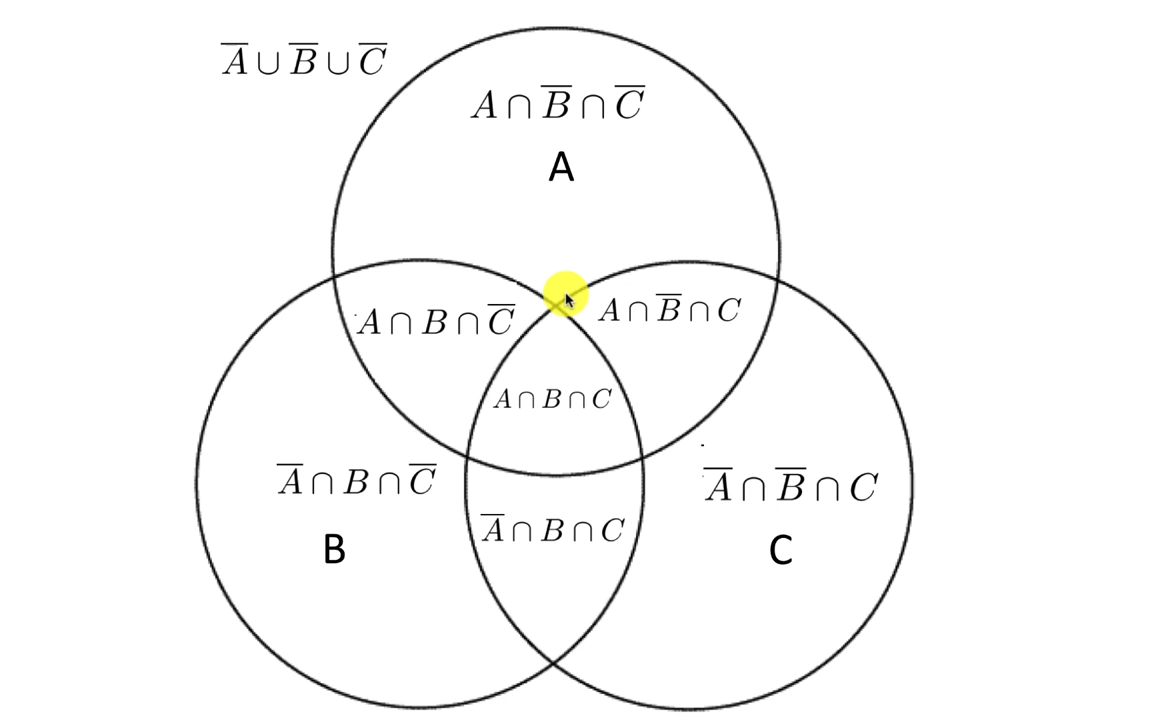 A̅ ∪ B̅ ∪ C̅
A ∩ B̅ ∩ C̅
A
A ∩ B ∩ C̅
A ∩ B̅ ∩ C
A ∩ B ∩ C
A̅ ∩ B ∩ C̅
A̅ ∩ B̅ ∩ C
A̅ ∩ B ∩ C
B
C